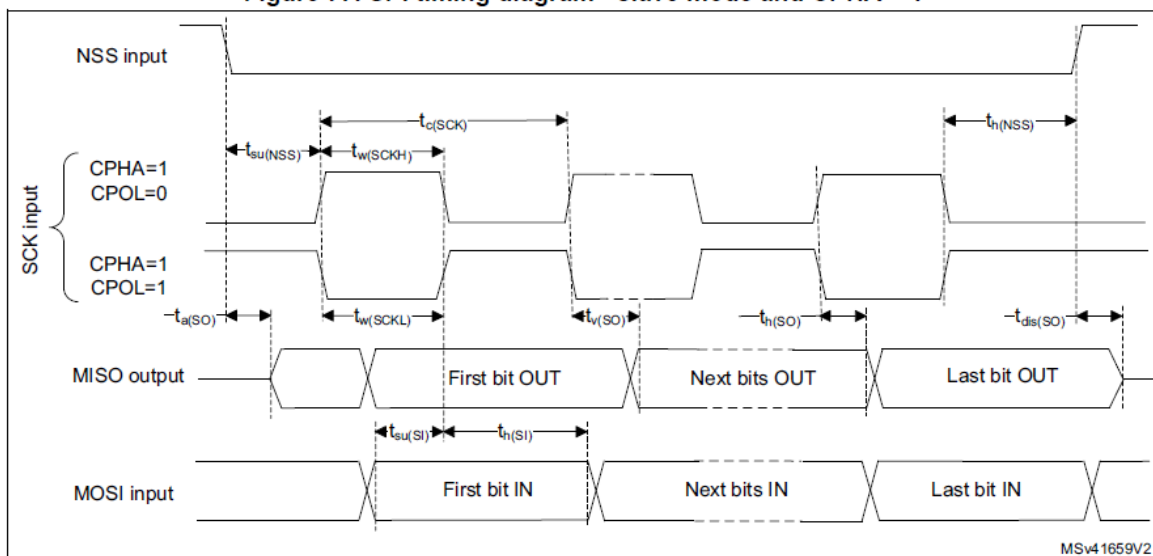 NSS input
tc(SCK)
th(NSS)
tsu(NSS)
tw(SCKH)
CPHA=1
CPOL=0
SCK input
CPHA=1
CPOL=1
ta(SO)
tw(SCKL)
tv(SO)
th(SO)
tdis(SO)
MISO output
First bit OUT
Next bits OUT
Last bit OUT
tsu(SI)
th(SI)
MOSI input
First bit IN
Next bits IN
Last bit IN
MSv41659V2